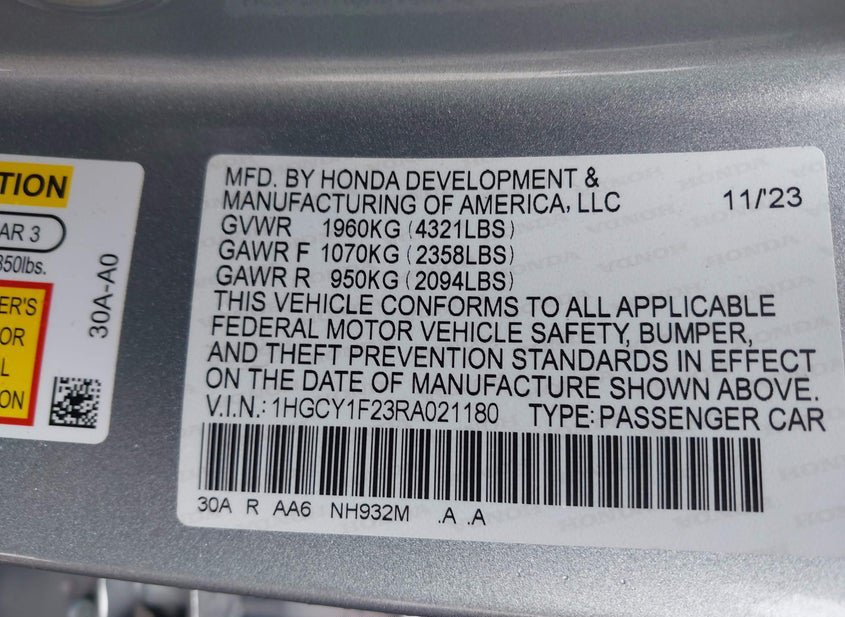 TION
AR 3
850lbs.
ER'S
OR
L
ON
30A-A0
MFD. BY HONDA DEVELOPMENT &
MANUFACTURING OF AMERICA, LLC 11/'23
GVWR 1960KG (4321LBS)
GAWR F 1070KG (2358LBS)
GAWR R 950KG (2094LBS)
THIS VEHICLE CONFORMS TO ALL APPLICABLE
FEDERAL MOTOR VEHICLE SAFETY, BUMPER,
AND THEFT PREVENTION STANDARDS IN EFFECT
ON THE DATE OF MANUFACTURE SHOWN ABOVE.
V.I.N.: 1HGCY1F23RA021180 TYPE: PASSENGER CAR
30A R AA6 NH932M .A .A